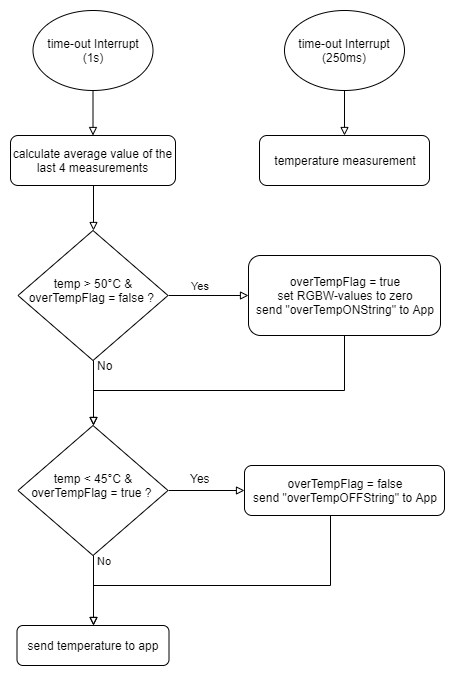 time-out Interrupt
(1s)
time-out Interrupt
(250ms)
calculate average value of the
last 4 measurements
temperature measurement
temp > 50°C &
overTempFlag = false ?
Yes
overTempFlag = true
set RGBW-values to zero
send "overTempONString" to App
No
temp < 45°C &
overTempFlag = true ?
Yes
overTempFlag = false
send "overTempOFFString" to App
No
send temperature to app